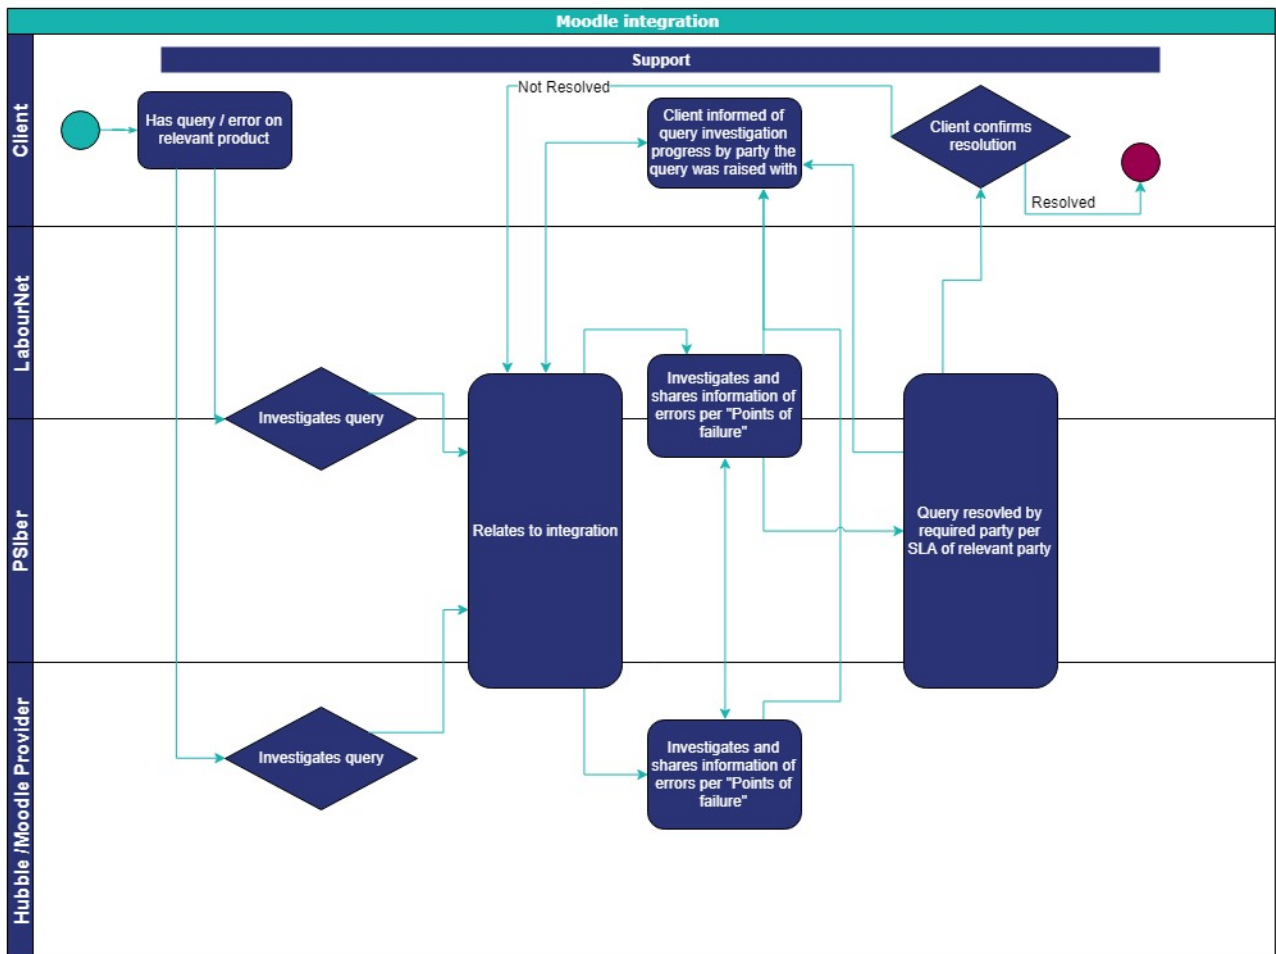 Moodle integration
Support
Client
Has query / error on
relevant product
Not Resolved
Client informed of
query investigation
progress by party the
query was raised with
Client confirms
resolution
Resolved
LabourNet
Investigates query
Investigates and
shares information of
errors per "Points of
failure"
PSIber
Relates to integration
Query resovled by
required party per
SLA of relevant party
Hubble /Moodle Provider
Investigates query
Investigates and
shares information of
errors per "Points of
failure"